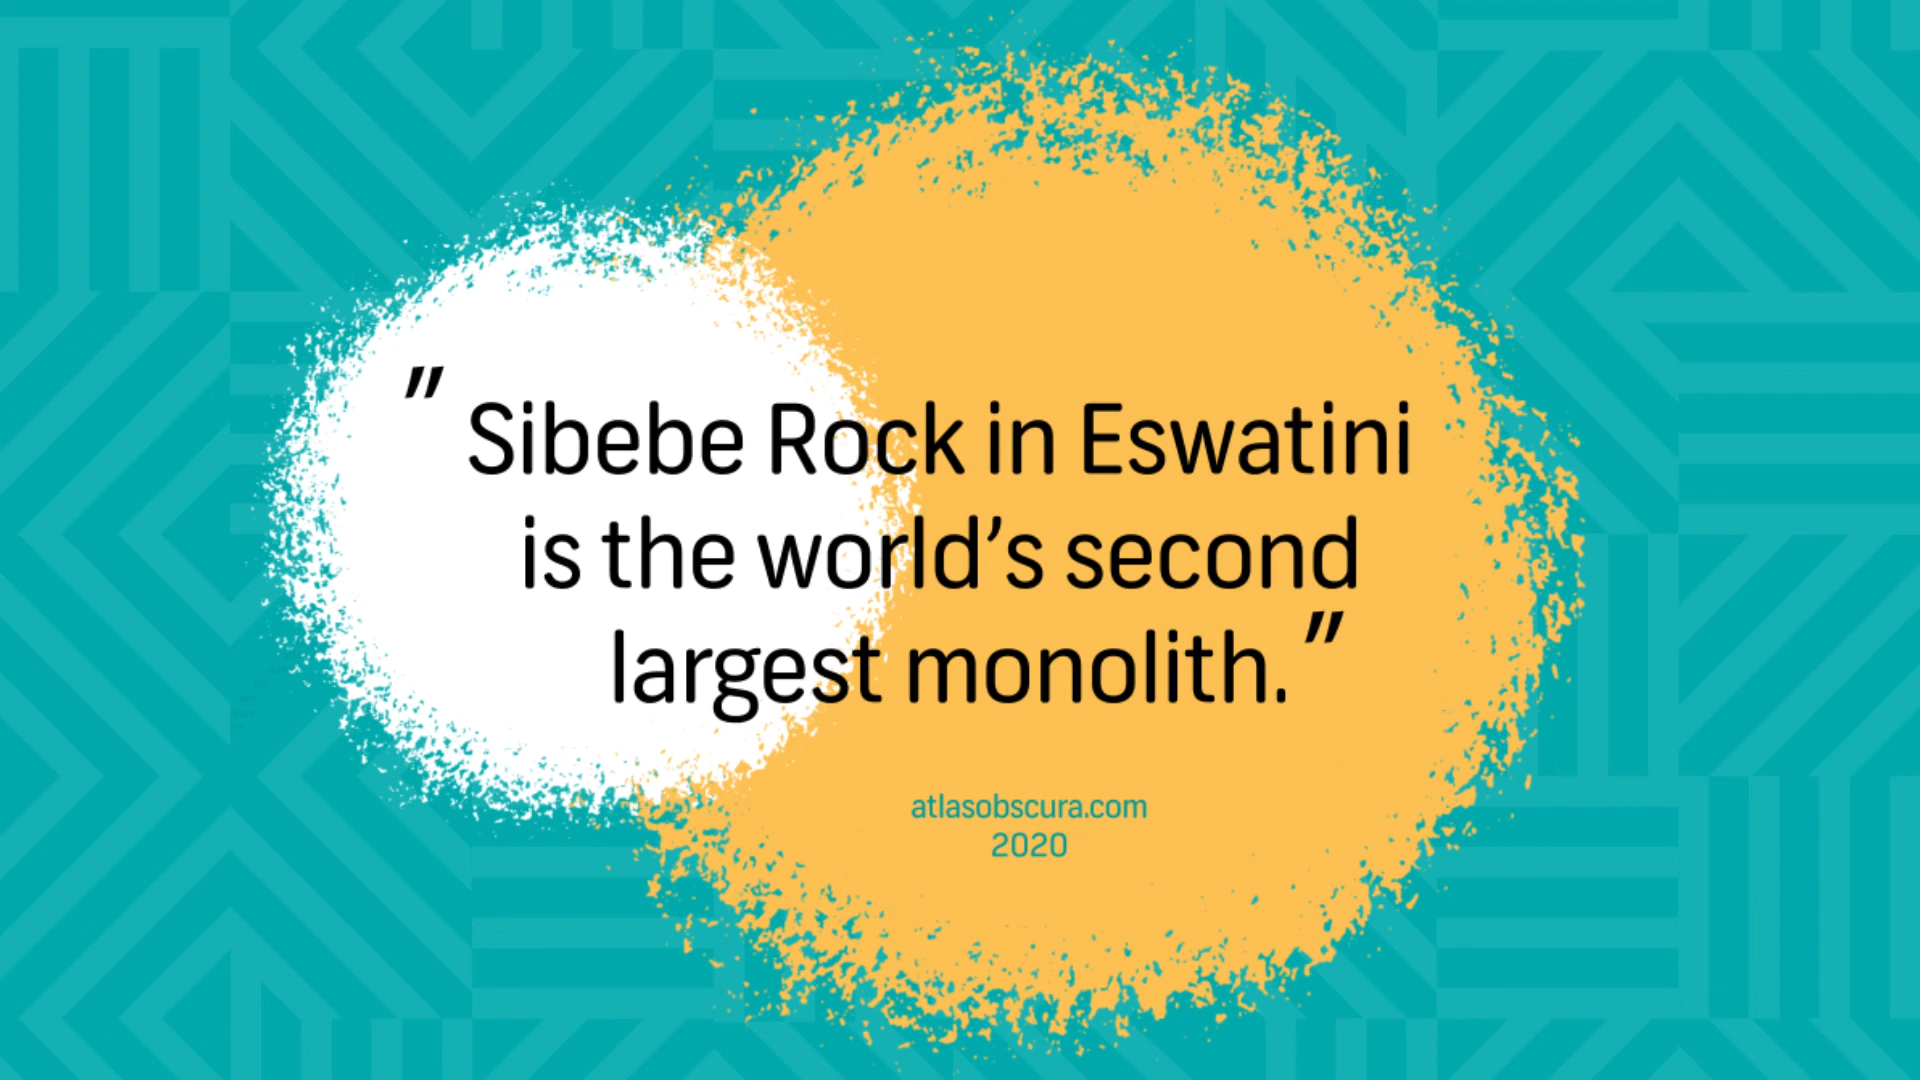 " Sibebe Rock in Eswatini
is the world’s second
largest monolith. "
atlasobscura.com
2020